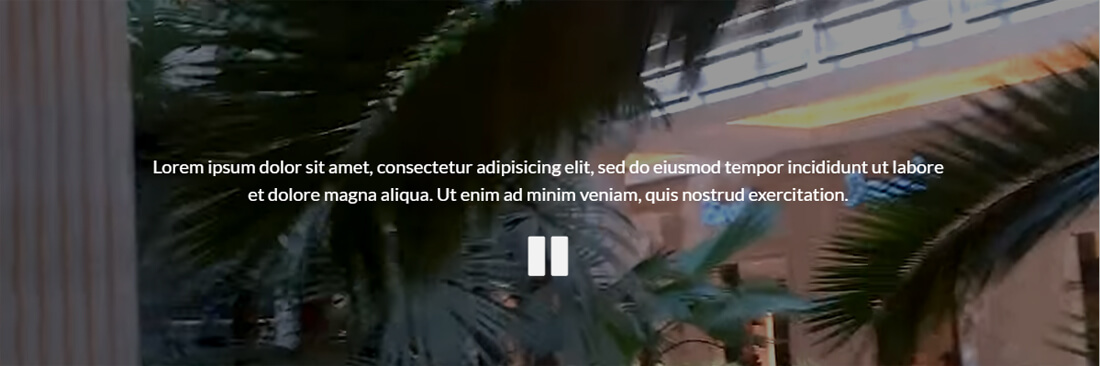 Lorem ipsum dolor sit amet, consectetur adipisicing elit, sed do eiusmod tempor incididunt ut labore
et dolore magna aliqua. Ut enim ad minim veniam, quis nostrud exercitation.